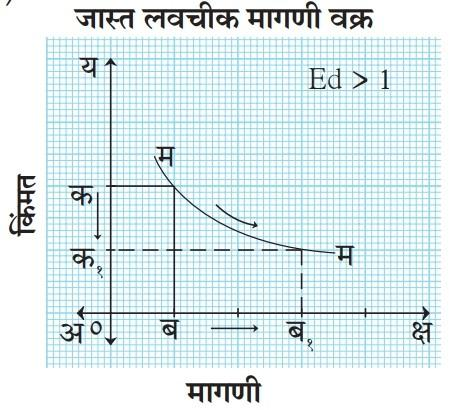 जास्त लवचीक मागणी वक्र
य
Ed > 1
म
क
किंमत
क१
म
अ ० ब ब१ क्ष
मागणी